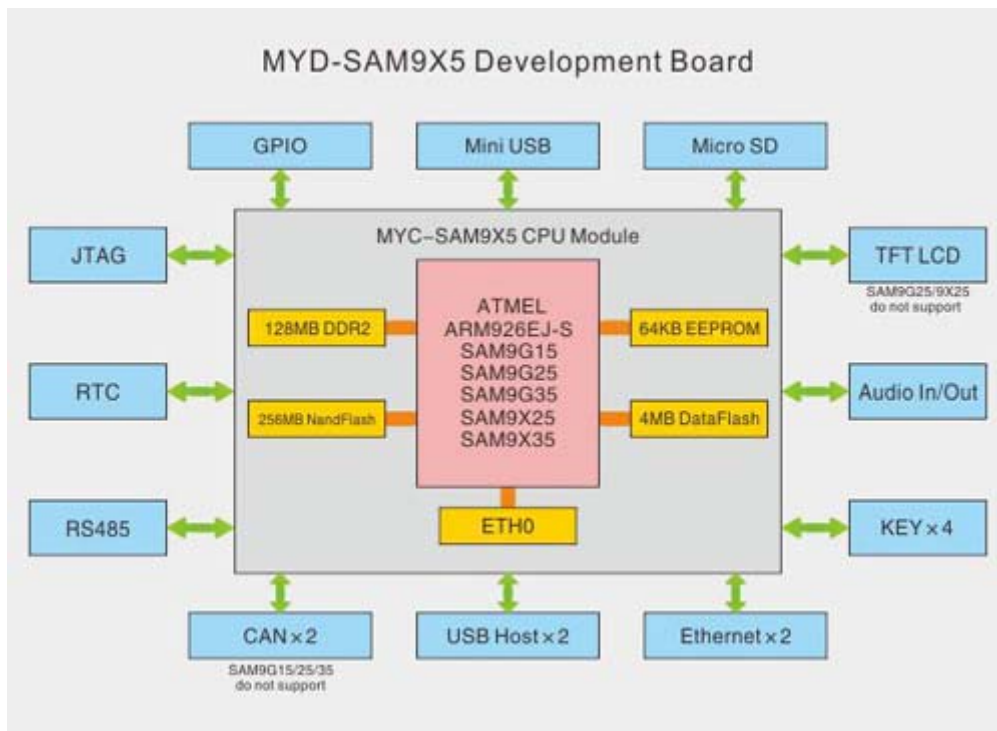 MYD-SAM9X5 Development Board
GPIO
Mini USB
Micro SD
MYC-SAM9X5 CPU Module
JTAG
TFT LCD
SAM9G25/9X25
do not support
ATMEL
ARM926EJ-S
SAM9G15
SAM9G25
SAM9G35
SAM9X25
SAM9X35
128MB DDR2
64KB EEPROM
RTC
Audio In/Out
256MB NandFlash
4MB DataFlash
RS485
ETH0
KEY × 4
CAN × 2
SAM9G15/25/35
do not support
USB Host × 2
Ethernet × 2